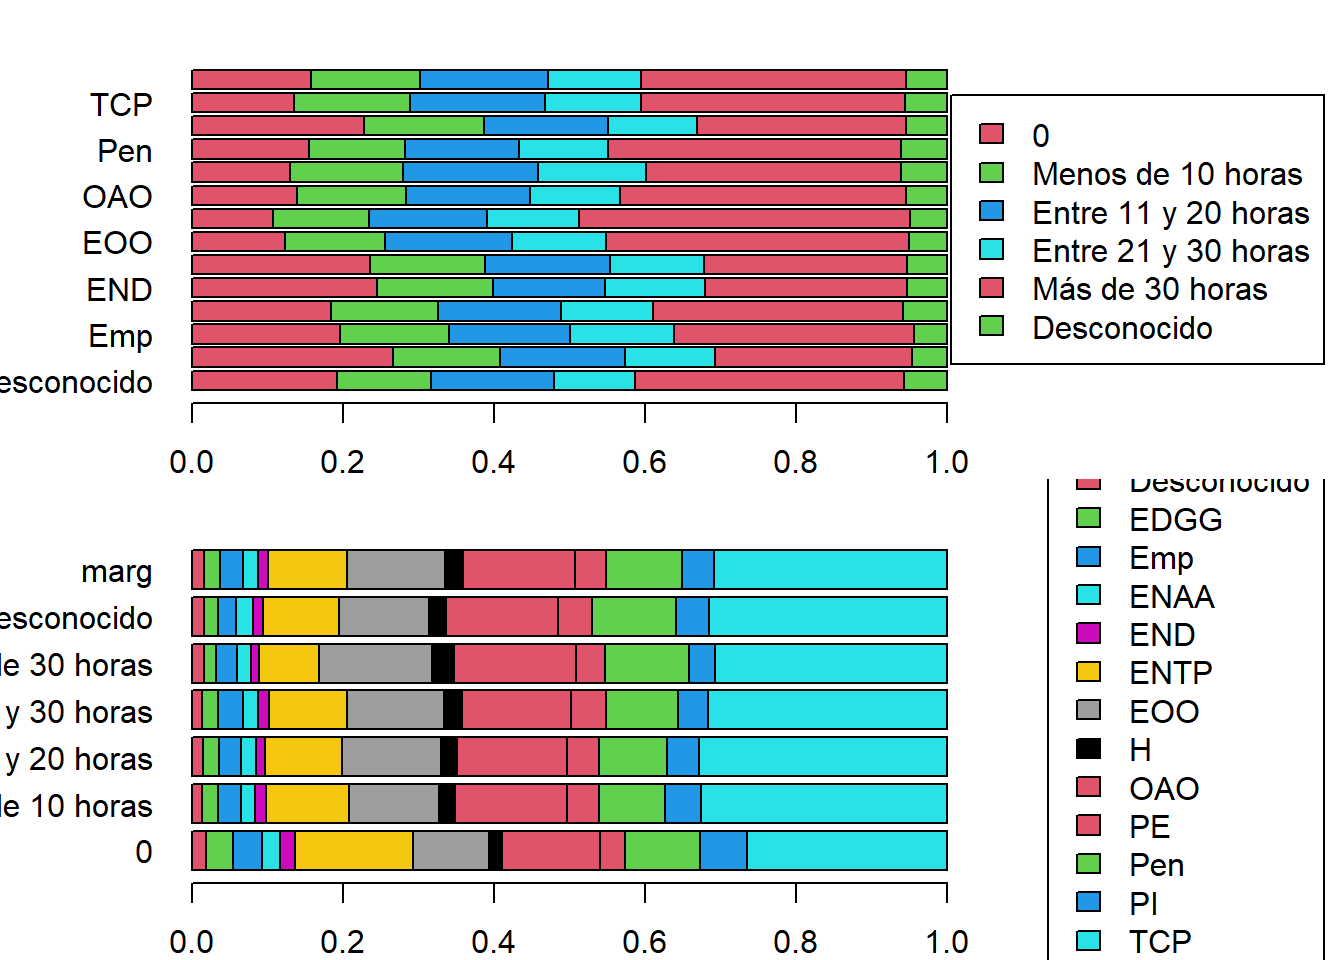 TCP
Pen
OAO
EOO
END
Emp
esconocido
0.0 0.2 0.4 0.6 0.8 1.0
0
Menos de 10 horas
Entre 11 y 20 horas
Entre 21 y 30 horas
Más de 30 horas
Desconocido
marg
esconocido
de 30 horas
y 30 horas
y 20 horas
de 10 horas
0
0.0 0.2 0.4 0.6 0.8 1.0
Desconocido
EDGG
Emp
ENAA
END
ENTP
EOO
H
OAO
PE
Pen
PI
TCP